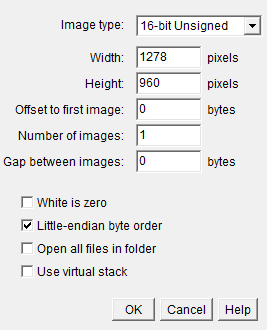 Image type: 16-bit Unsigned
Width: 1278 pixels
Height: 960 pixels
Offset to first image: 0 bytes
Number of images: 1
Gap between images: 0 bytes
White is zero
Little-endian byte order
Open all files in folder
Use virtual stack
OK Cancel Help